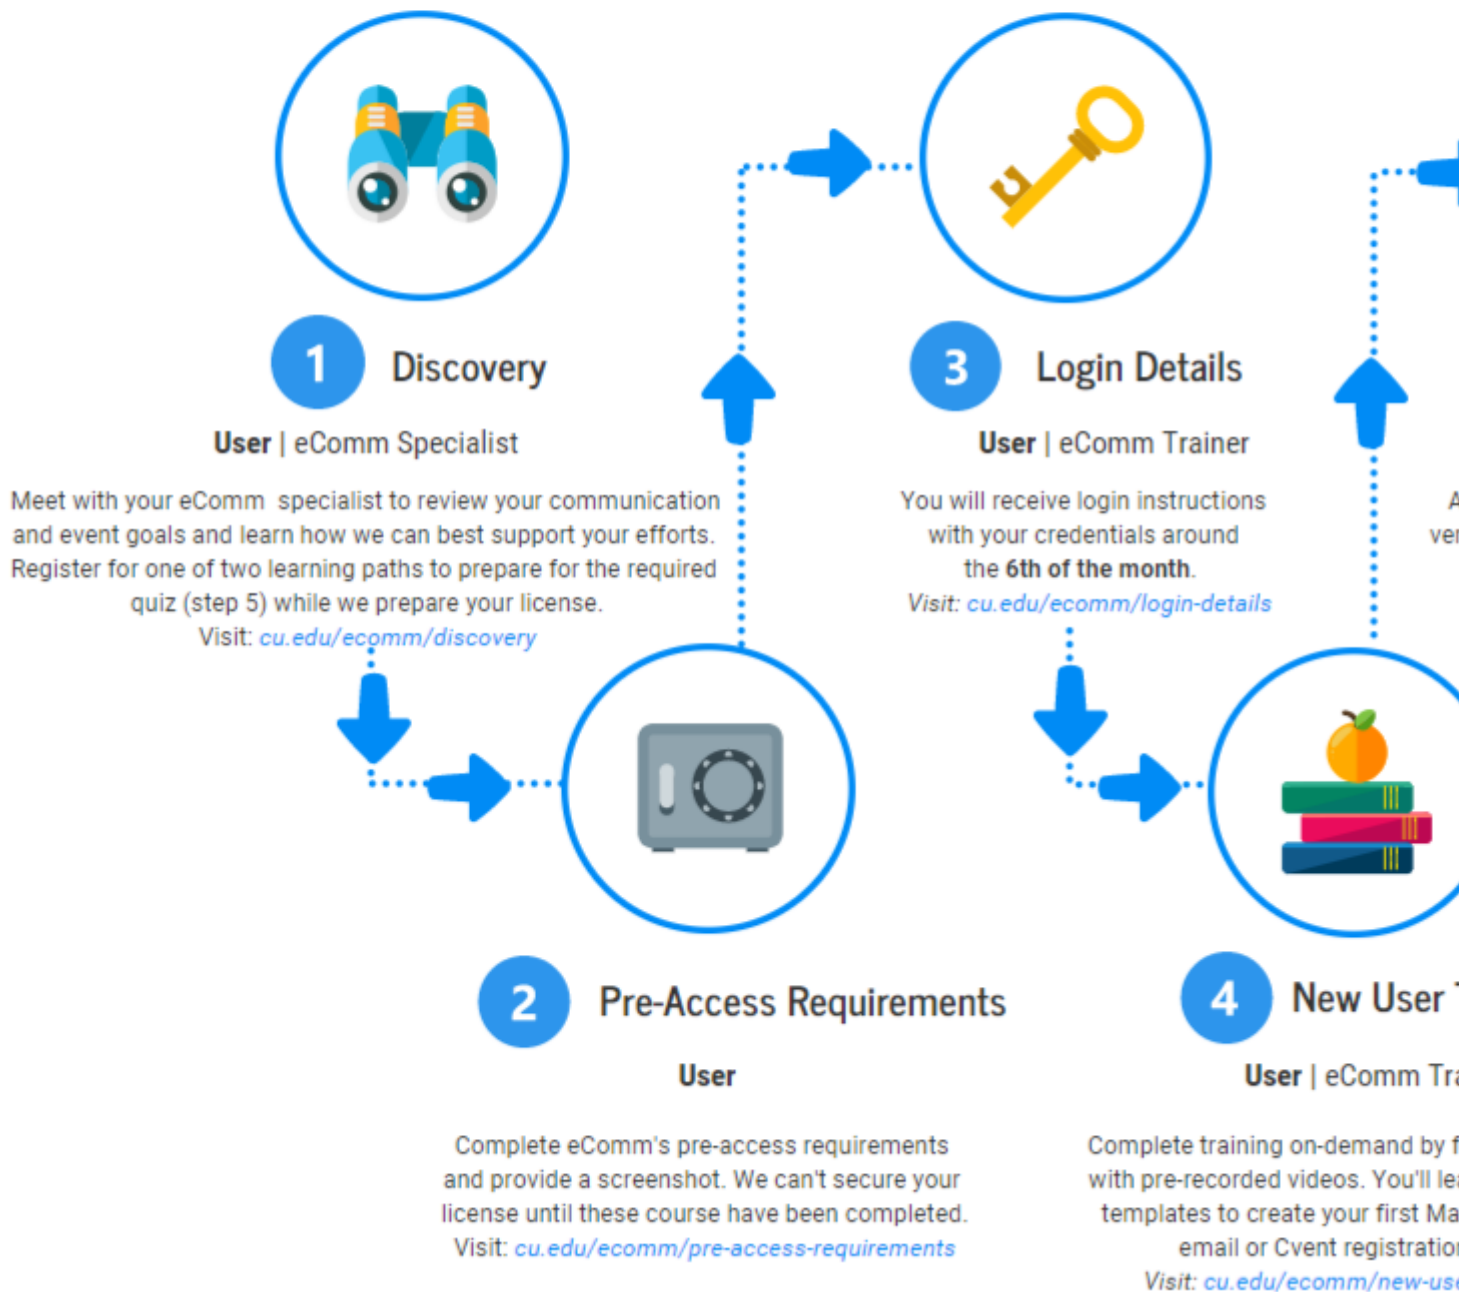 1
Discovery
User | eComm Specialist
Meet with your eComm specialist to review your communication
and event goals and learn how we can best support your efforts.
Register for one of two learning paths to prepare for the required
quiz (step 5) while we prepare your license.
Visit: cu.edu/ecomm/discovery
2
Pre-Access Requirements
User
Complete eComm's pre-access requirements
and provide a screenshot. We can't secure your
license until these course have been completed.
Visit: cu.edu/ecomm/pre-access-requirements
3
Login Details
User | eComm Trainer
You will receive login instructions
with your credentials around
the 6th of the month.
Visit: cu.edu/ecomm/login-details
4
New User
User | eComm
Complete training on-demand by
with pre-recorded videos. You'll
templates to create your first
email or Cvent
Visit: